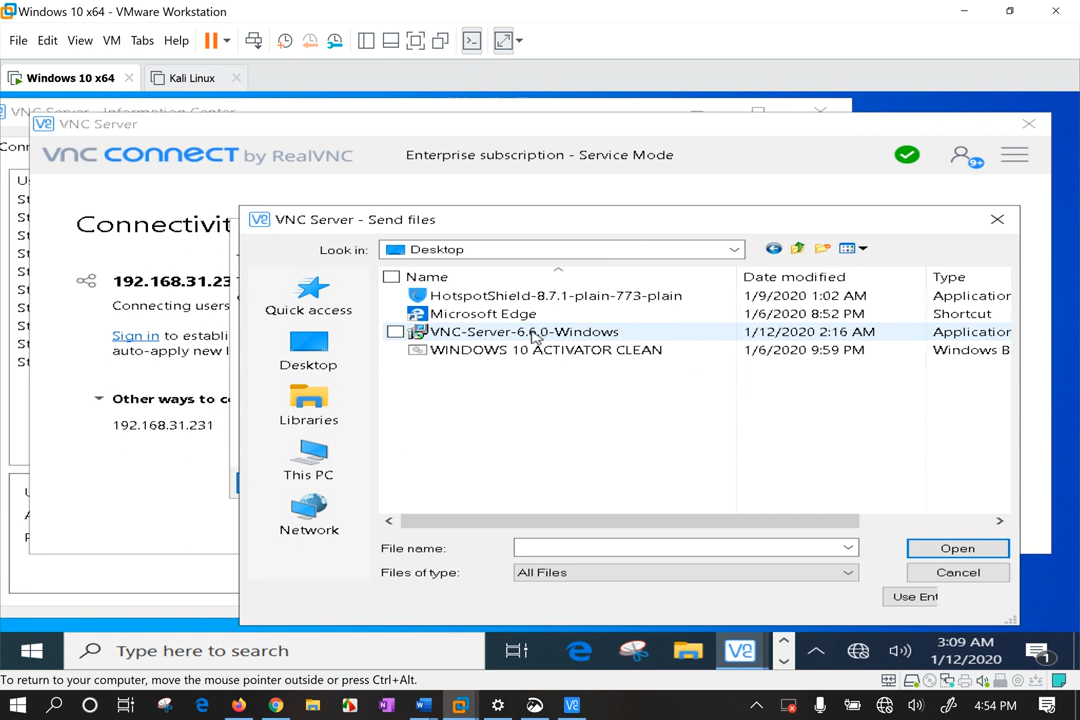 Windows 10 x64 - VMware Workstation
File Edit View VM Tabs Help
Windows 10 x64
Kali Linux
VNC Server - Information Center
VNC Server
vnc connect by RealVNC
Enterprise subscription - Service Mode
9+
192.168.31.23
Connecting users
Sign in to establi
auto-apply new l
Other ways to c
192.168.31.231
VNC Server - Send files
Look in:
Desktop
Quick access
Desktop
Libraries
This PC
Network
Name Date modified Type
HotspotShield-8.7.1-plain-773-plain 1/9/2020 1:02 AM Applicatior
Microsoft Edge 1/6/2020 8:52 PM Shortcut
VNC-Server-6.6.0-Windows 1/12/2020 2:16 AM Applicatior
WINDOWS 10 ACTIVATOR CLEAN 1/6/2020 9:59 PM Windows B
File name:
Open
Files of type: All Files
Cancel
Use Ent
Type here to search
3:09 AM
1/12/2020
1
To return to your computer, move the mouse pointer outside or press Ctrl+Alt.
4:54 PM